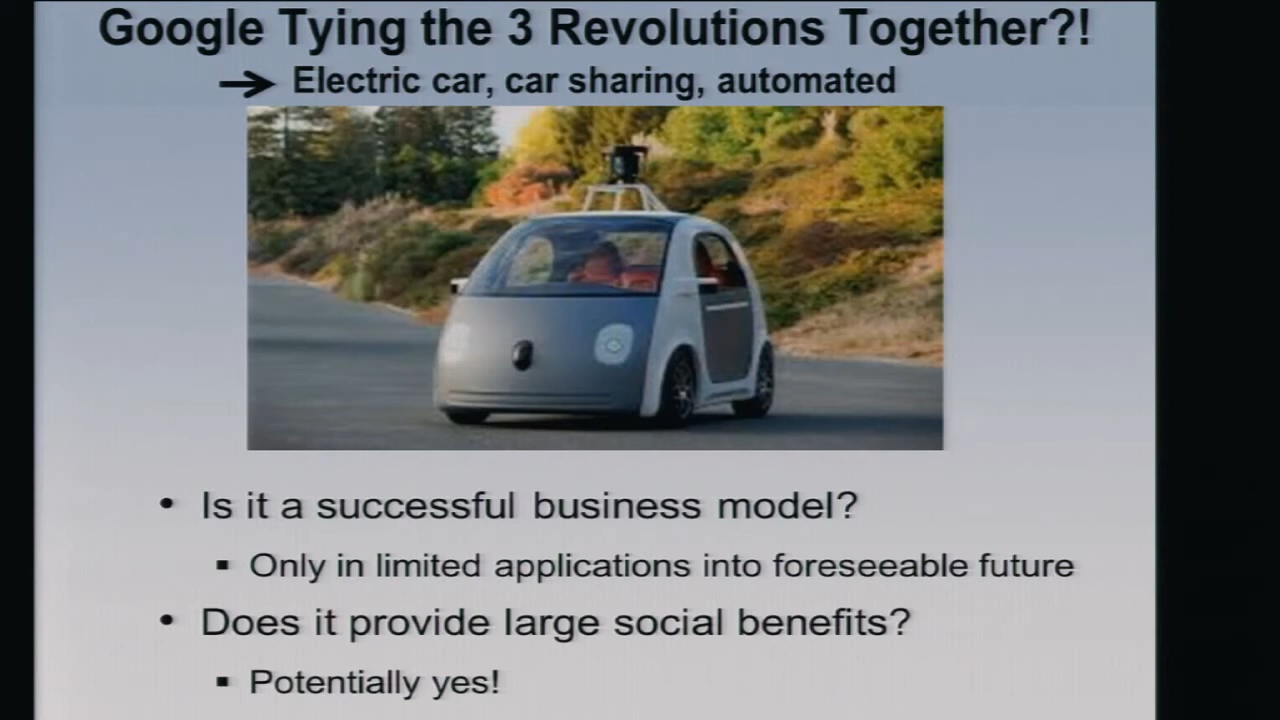 Google Tying the 3 Revolutions Together?!
→ Electric car, car sharing, automated
• Is it a successful business model?
▪ Only in limited applications into foreseeable future
• Does it provide large social benefits?
▪ Potentially yes!